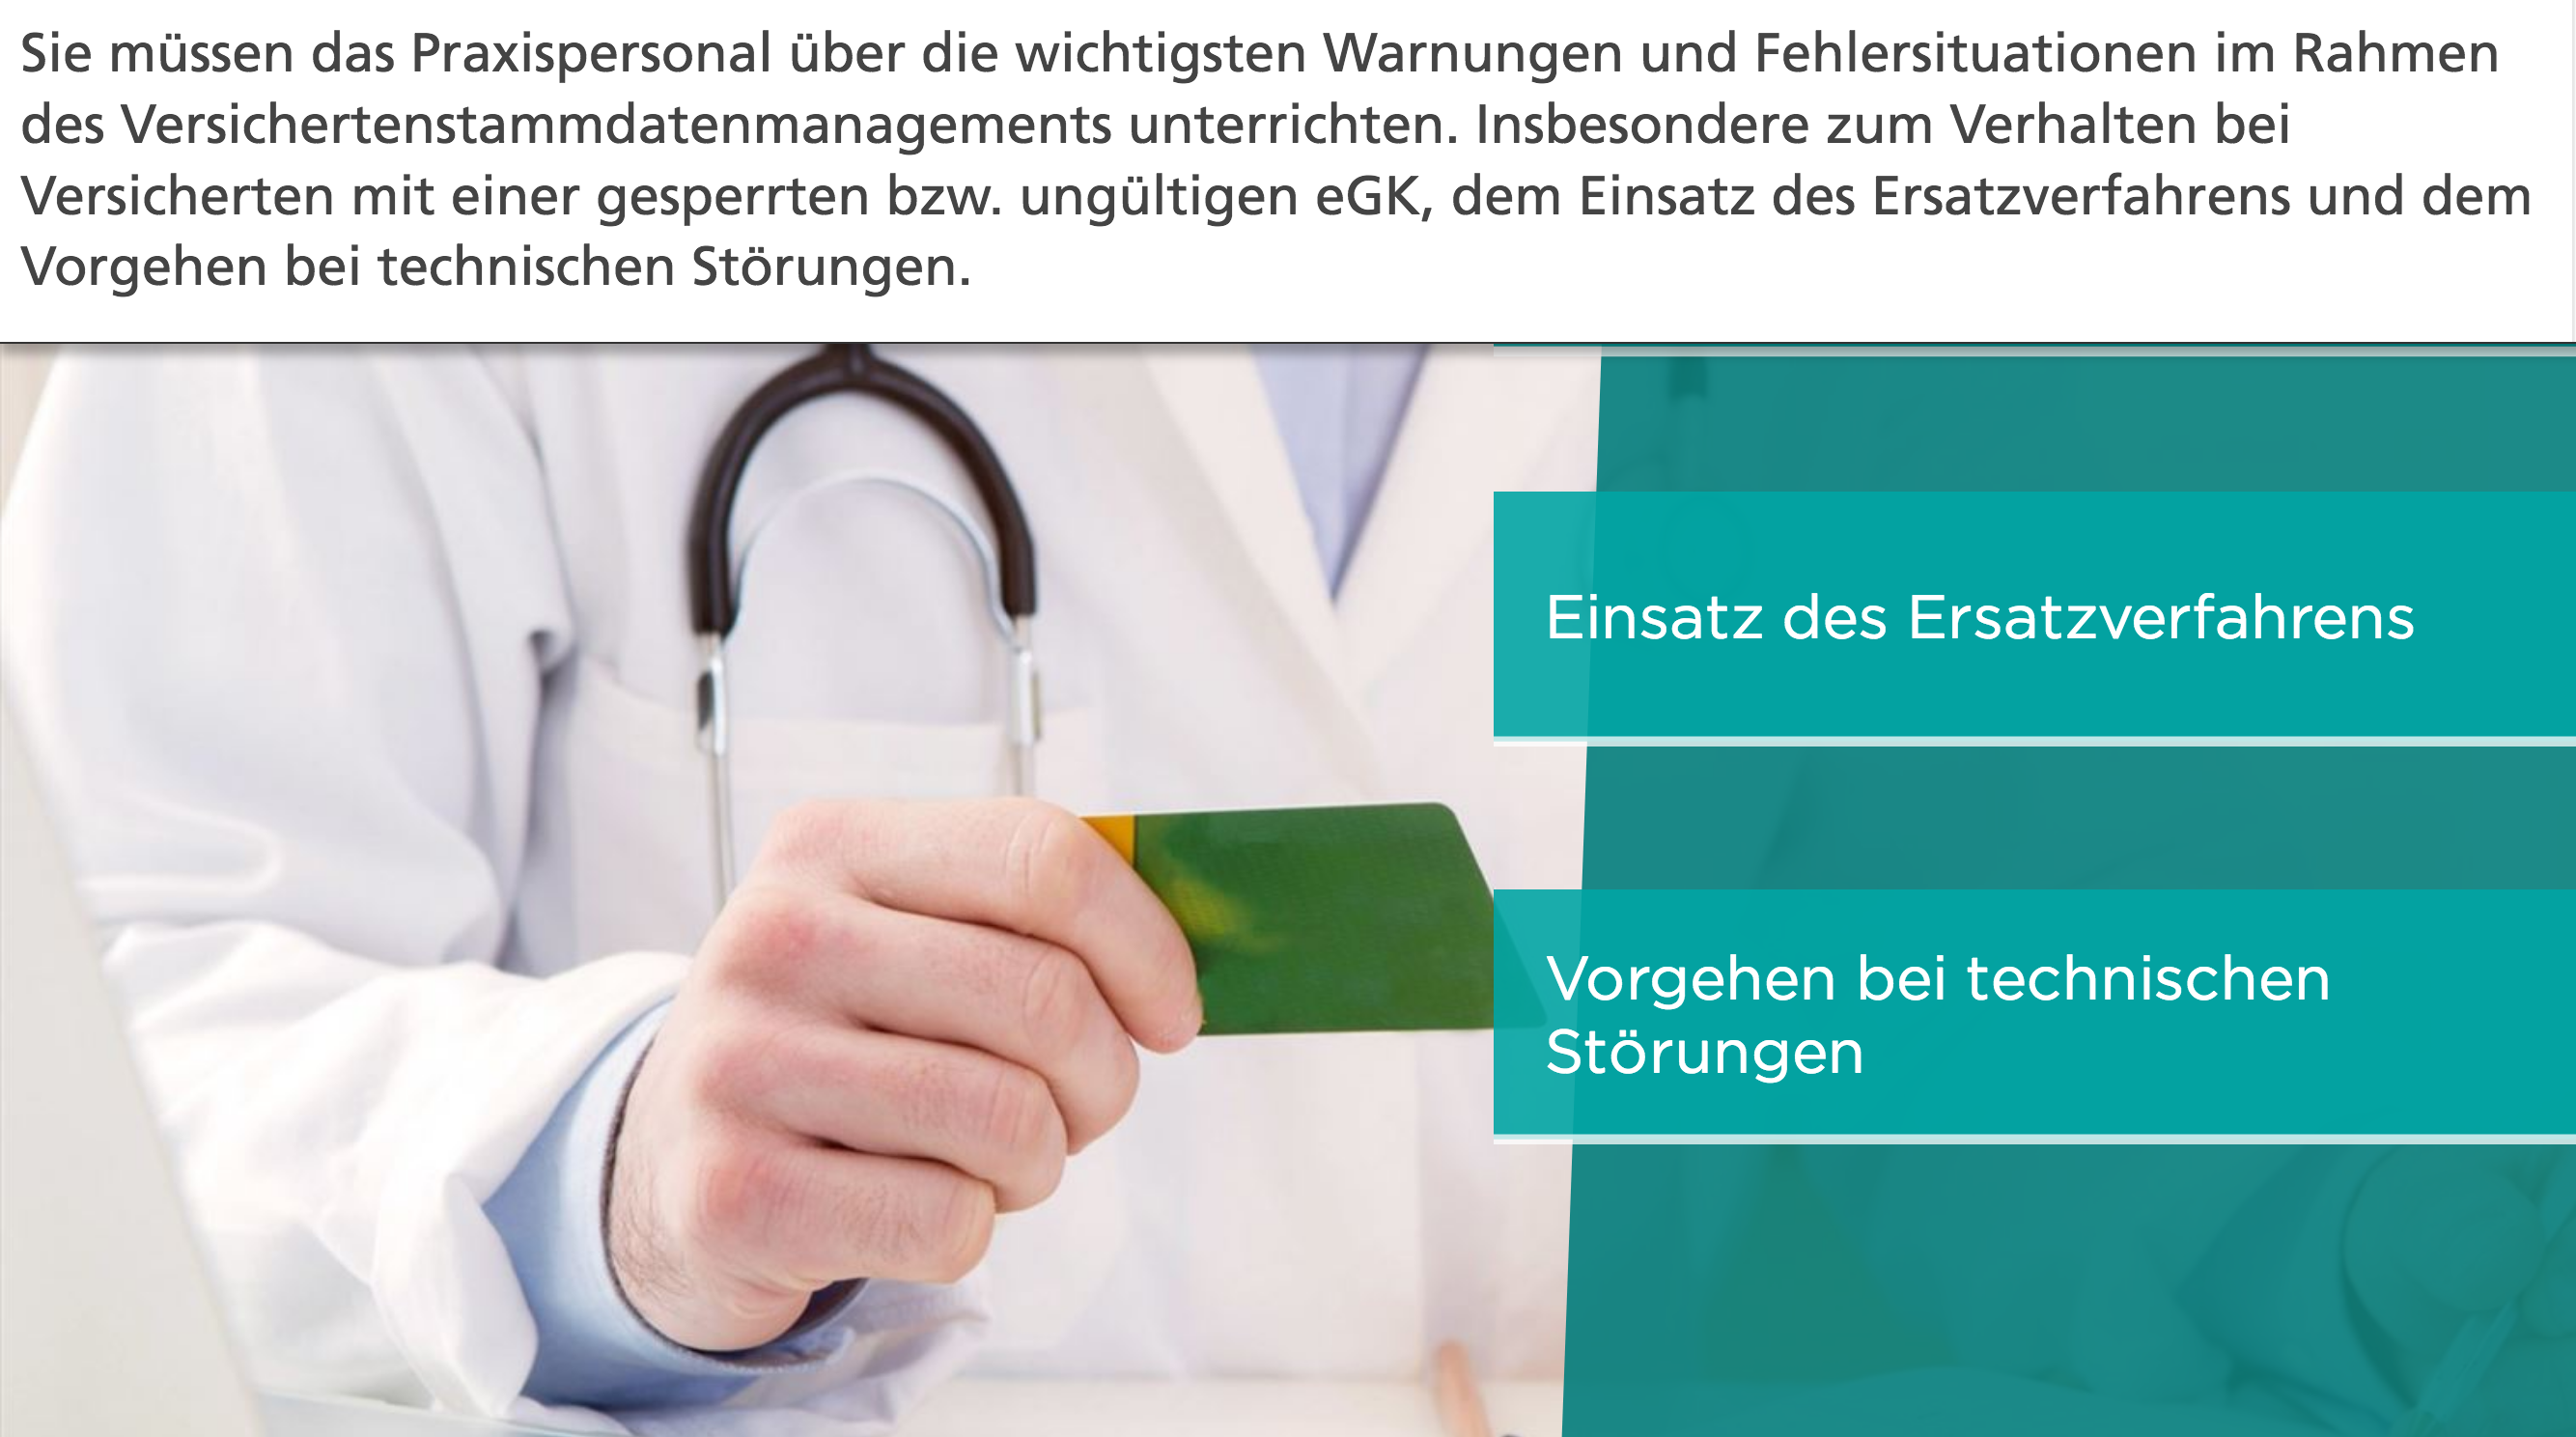 Sie müssen das Praxispersonal über die wichtigsten Warnungen und Fehlersituationen im Rahmen
des Versichertenstammdatenmanagements unterrichten. Insbesondere zum Verhalten bei
Versicherten mit einer gesperrten bzw. ungültigen eGK, dem Einsatz des Ersatzverfahrens und dem
Vorgehen bei technischen Störungen.
Einsatz des Ersatzverfahrens
Vorgehen bei technischen
Störungen